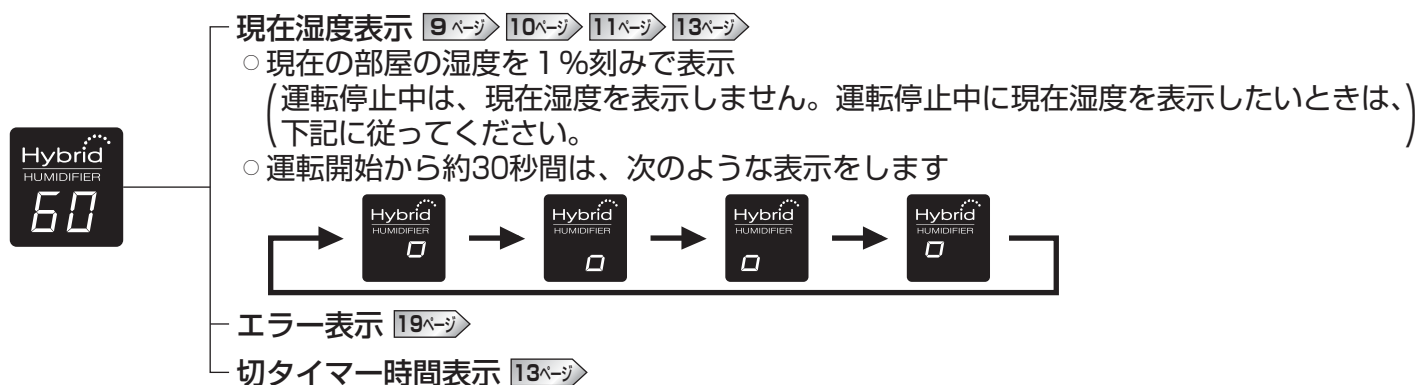 現在湿度表示 9ページ 10ページ 11ページ 13ページ
○現在の部屋の湿度を1%刻みで表示
(運転停止中は、現在湿度を表示しません。運転停止中に現在湿度を表示したいときは、
下記に従ってください。)
Hybrid
HUMIDIFIER
60
○運転開始から約30秒間は、次のような表示をします
Hybrid Hybrid Hybrid Hybrid
HUMIDIFIER HUMIDIFIER HUMIDIFIER HUMIDIFIER
エラー表示 19ページ
切タイマー時間表示 13ページ